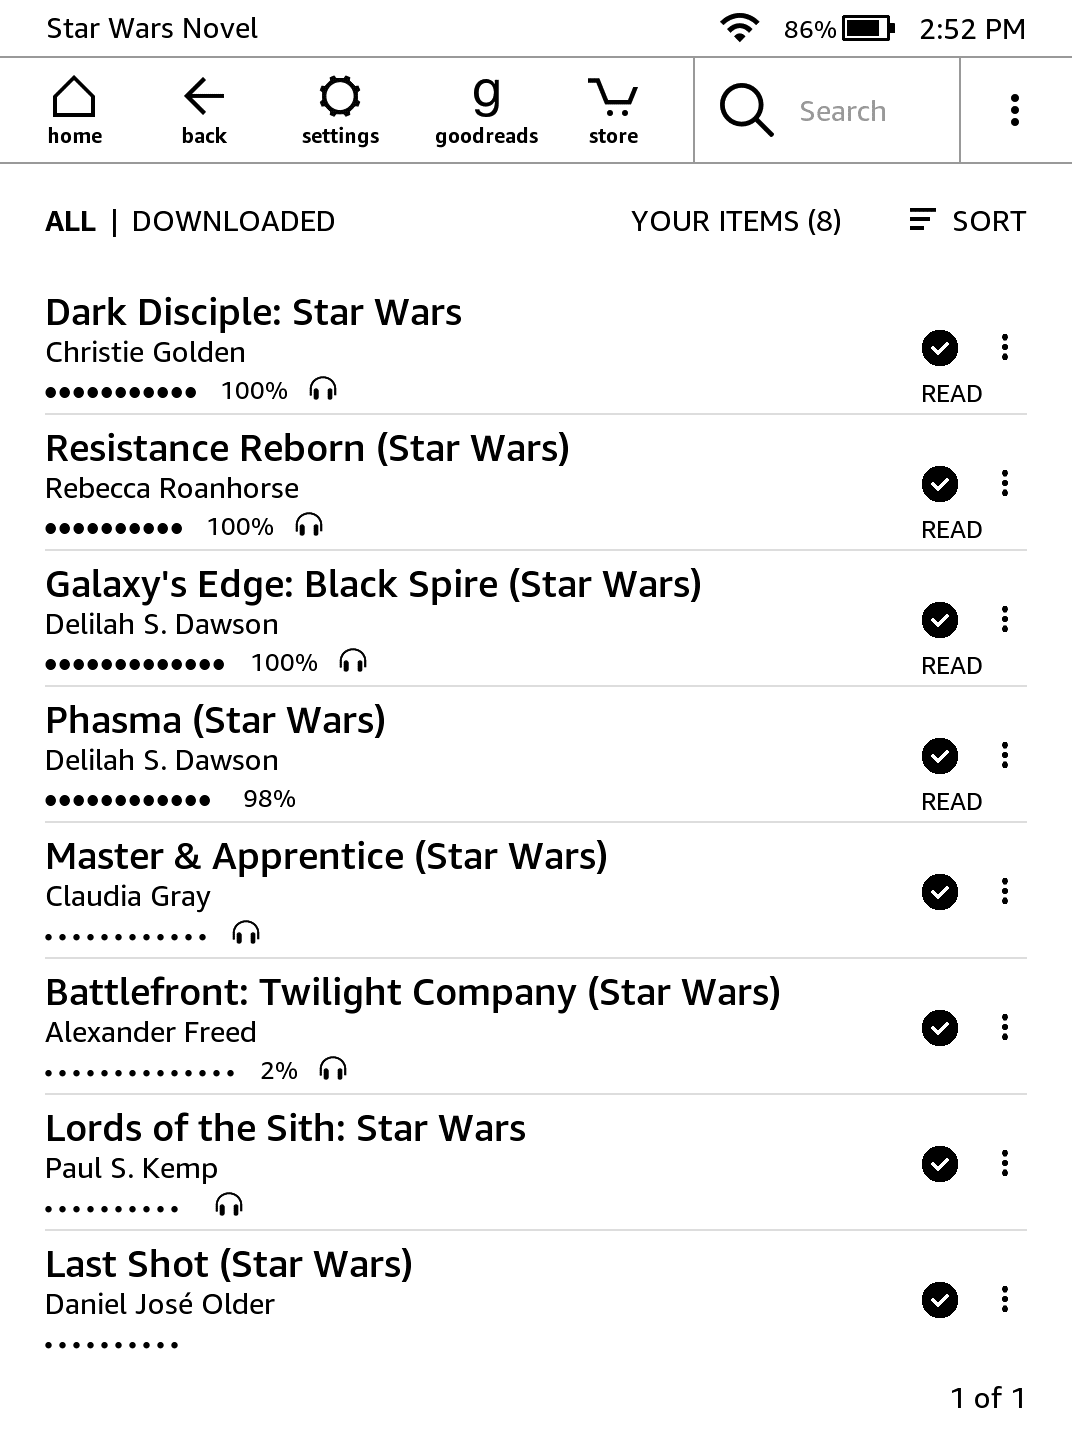 Star Wars Novel 86% 2:52 PM
home back settings goodreads store Search
ALL | DOWNLOADED YOUR ITEMS (8) SORT
Dark Disciple: Star Wars
Christie Golden
100%
READ
Resistance Reborn (Star Wars)
Rebecca Roanhorse
100%
READ
Galaxy's Edge: Black Spire (Star Wars)
Delilah S. Dawson
100%
READ
Phasma (Star Wars)
Delilah S. Dawson
98%
READ
Master & Apprentice (Star Wars)
Claudia Gray
Battlefront: Twilight Company (Star Wars)
Alexander Freed
2%
Lords of the Sith: Star Wars
Paul S. Kemp
Last Shot (Star Wars)
Daniel José Older
1 of 1